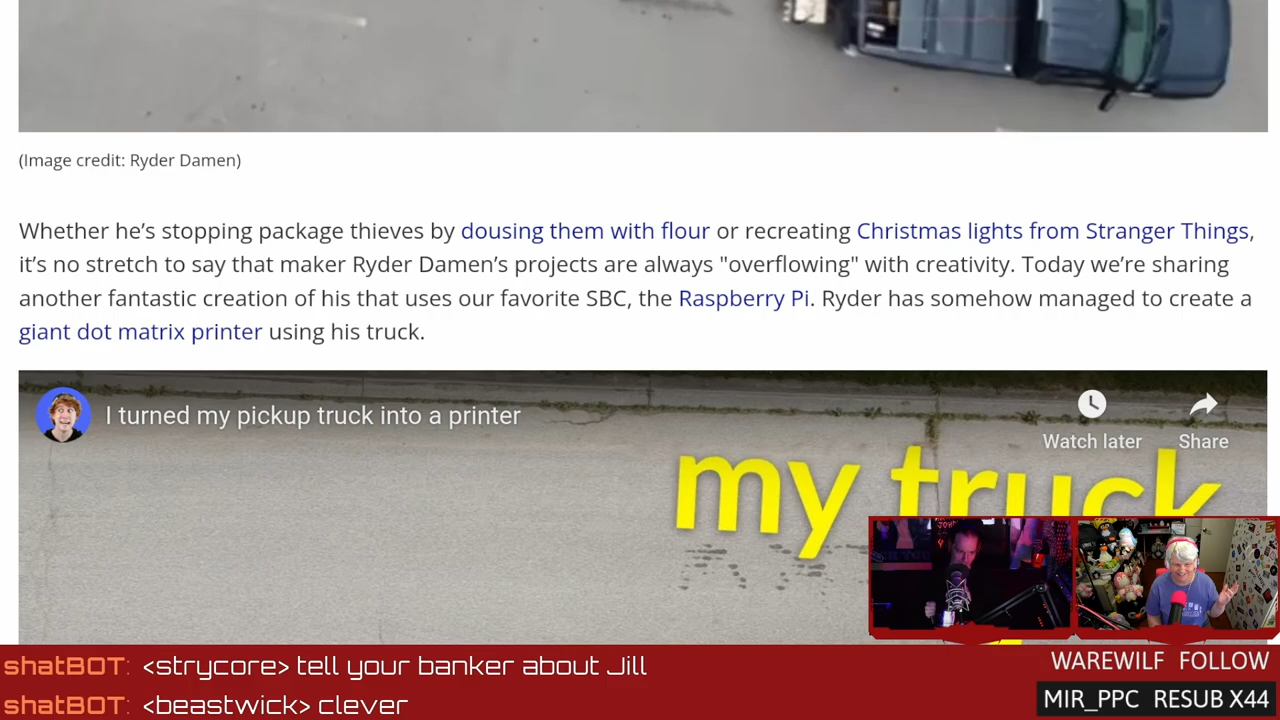 (Image credit: Ryder Damen)
Whether he’s stopping package thieves by dousing them with flour or recreating Christmas lights from Stranger Things,
it’s no stretch to say that maker Ryder Damen’s projects are always "overflowing" with creativity. Today we’re sharing
another fantastic creation of his that uses our favorite SBC, the Raspberry Pi. Ryder has somehow managed to create a
giant dot matrix printer using his truck.
I turned my pickup truck into a printer
Watch later
Share
my truck
shatBOT: <strycore> tell your banker about Jill
shatBOT: <beastwick> clever
WAREWILF FOLLOW
MIR_PPC RESUB X44